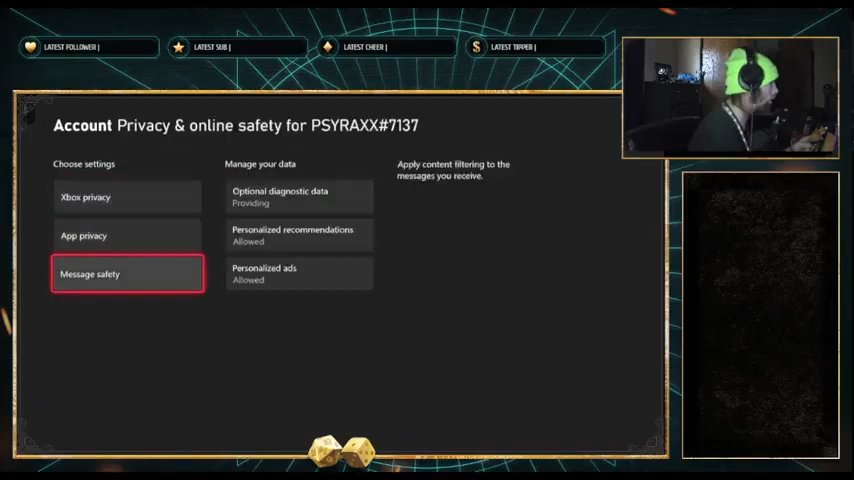 LATEST FOLLOWER |
LATEST SUB |
LATEST CHEER |
LATEST TIPPER |
Account Privacy & online safety for PSYRAXX#7137
Choose settings
Xbox privacy
App privacy
Message safety
Manage your data
Optional diagnostic data
Providing
Personalized recommendations
Allowed
Personalized ads
Allowed
Apply content filtering to the
messages you receive.